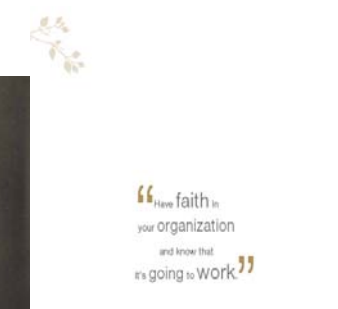 “Have faith in
your organization
and know that
it's going to work.”